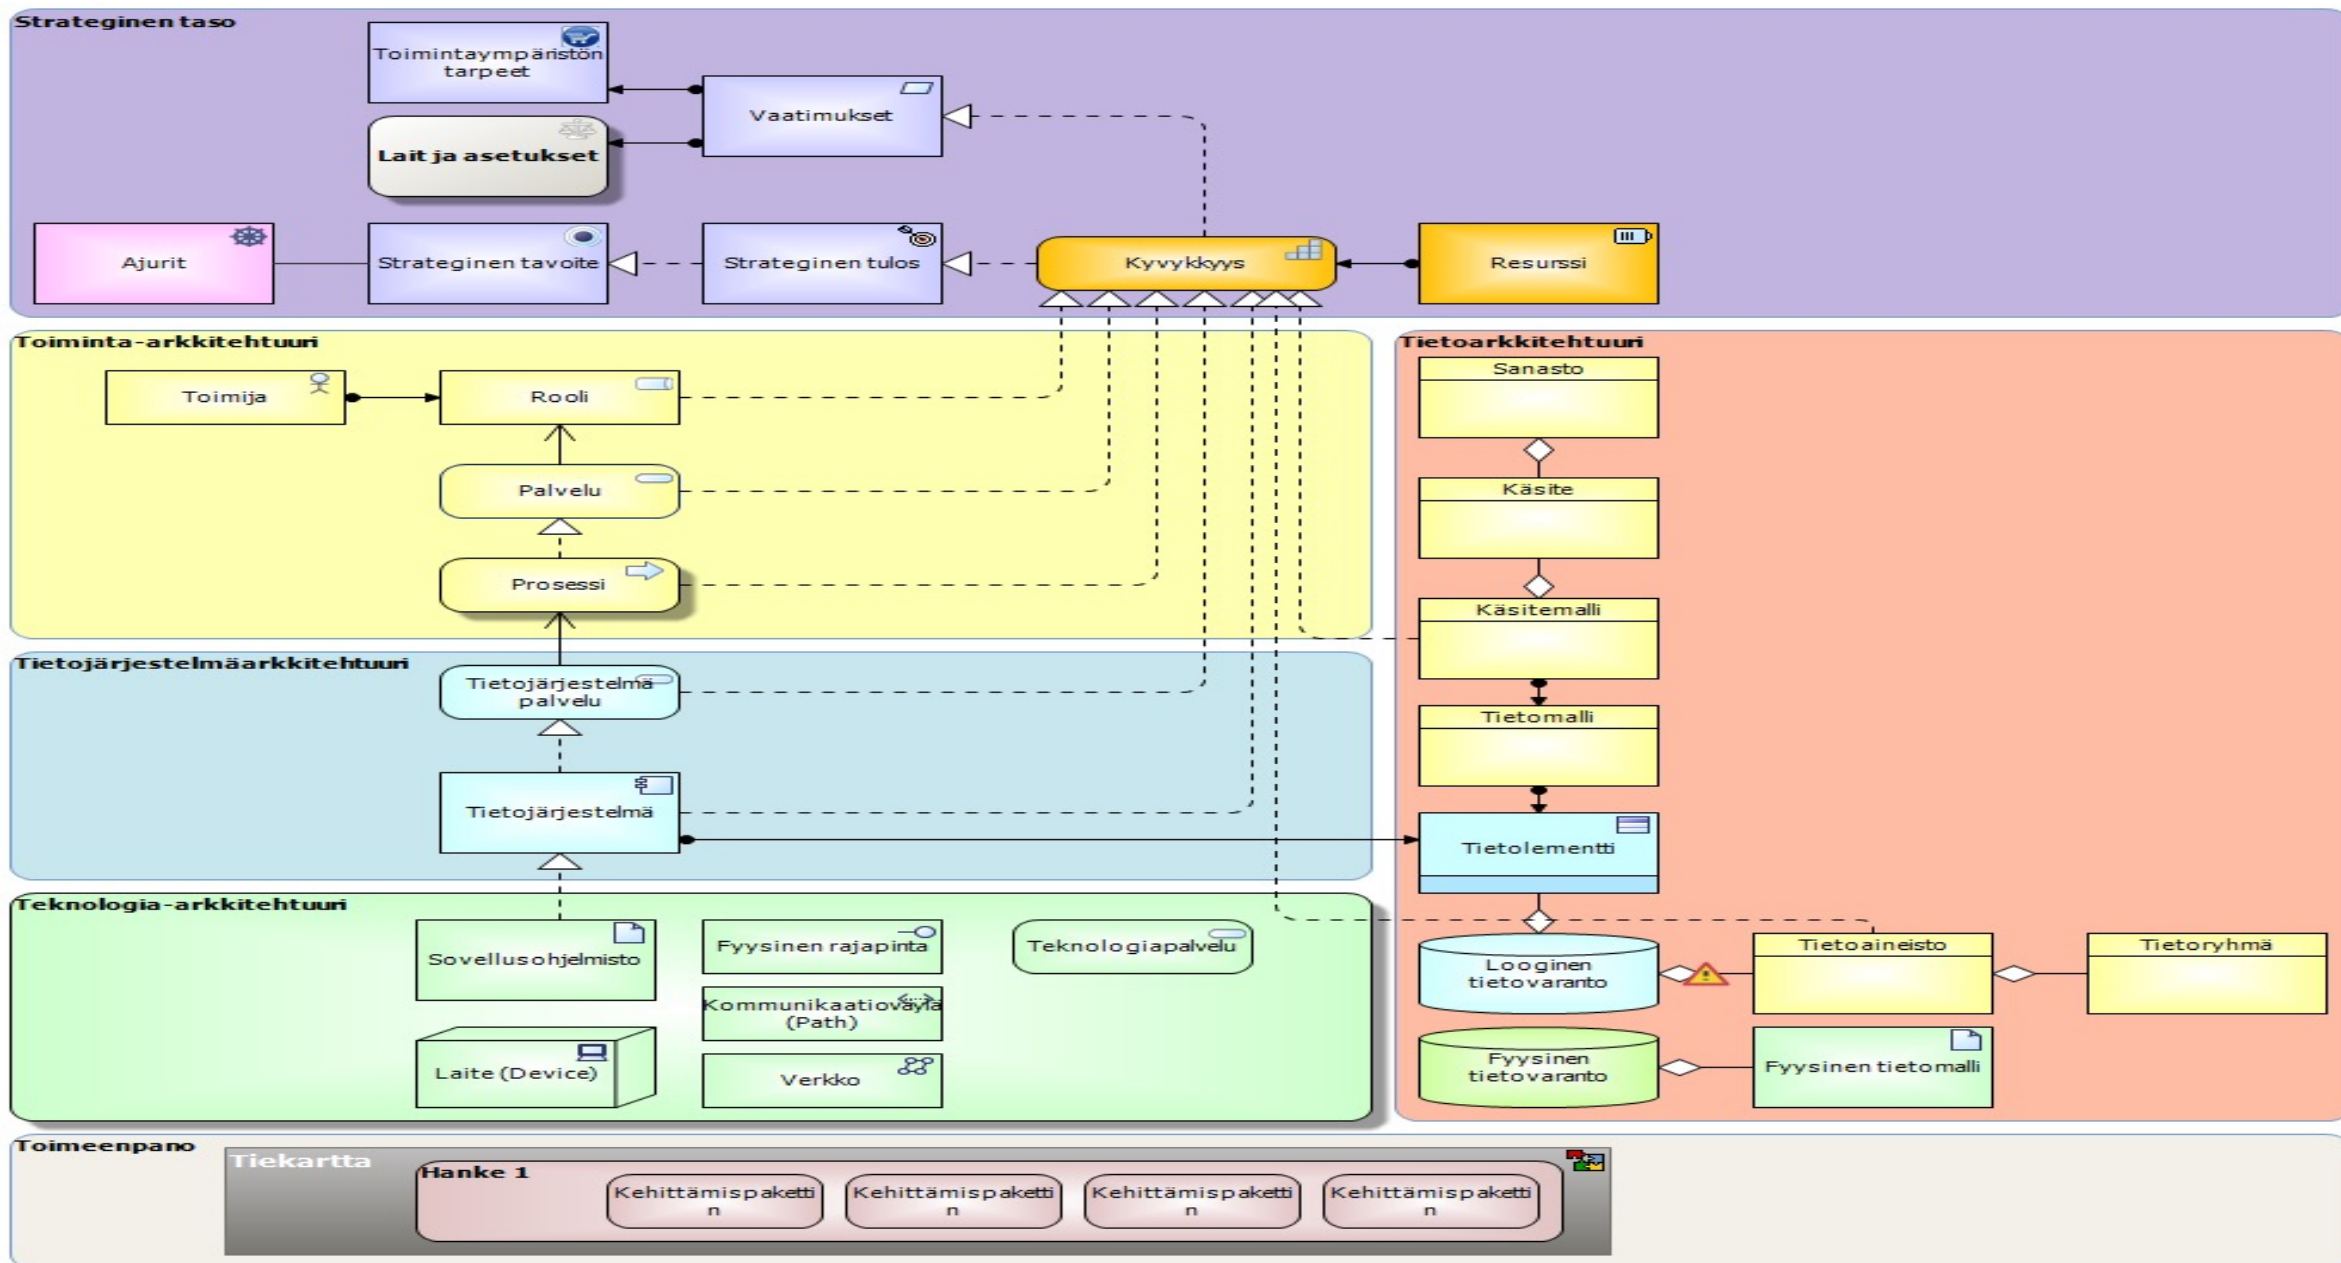 Strateginen taso
Toimintaympäristön
tarpeet
Vaatimukset
Lait ja asetukset
Ajurit
Strateginen tavoite
Strateginen tulos
Kyvykkyys
Resurssi
Toiminta-arkkitehtuuri
Toimija
Rooli
Palvelu
Prosessi
Tietojärjestelmäarkkitehtuuri
Tietojärjestelmä
palvelu
Tietojärjestelmä
Teknologia-arkkitehtuuri
Sovellusohjelmisto
Fyysinen rajapinta
Teknologiapalvelu
Kommunikaatioväylä
(Path)
Laite (Device)
Verkko
Tietoarkkitehtuuri
Sanasto
Käsite
Käsitemalli
Tietomalli
Tietolementti
Looginen
tietovaranto
Tietoaineisto
Tietoryhmä
Fyysinen
tietovaranto
Fyysinen tietomalli
Toimeenpano
Tiekartta
Hanke 1
Kehittämispaketti
n
Kehittämispaketti
n
Kehittämispaketti
n
Kehittämispaketti
n